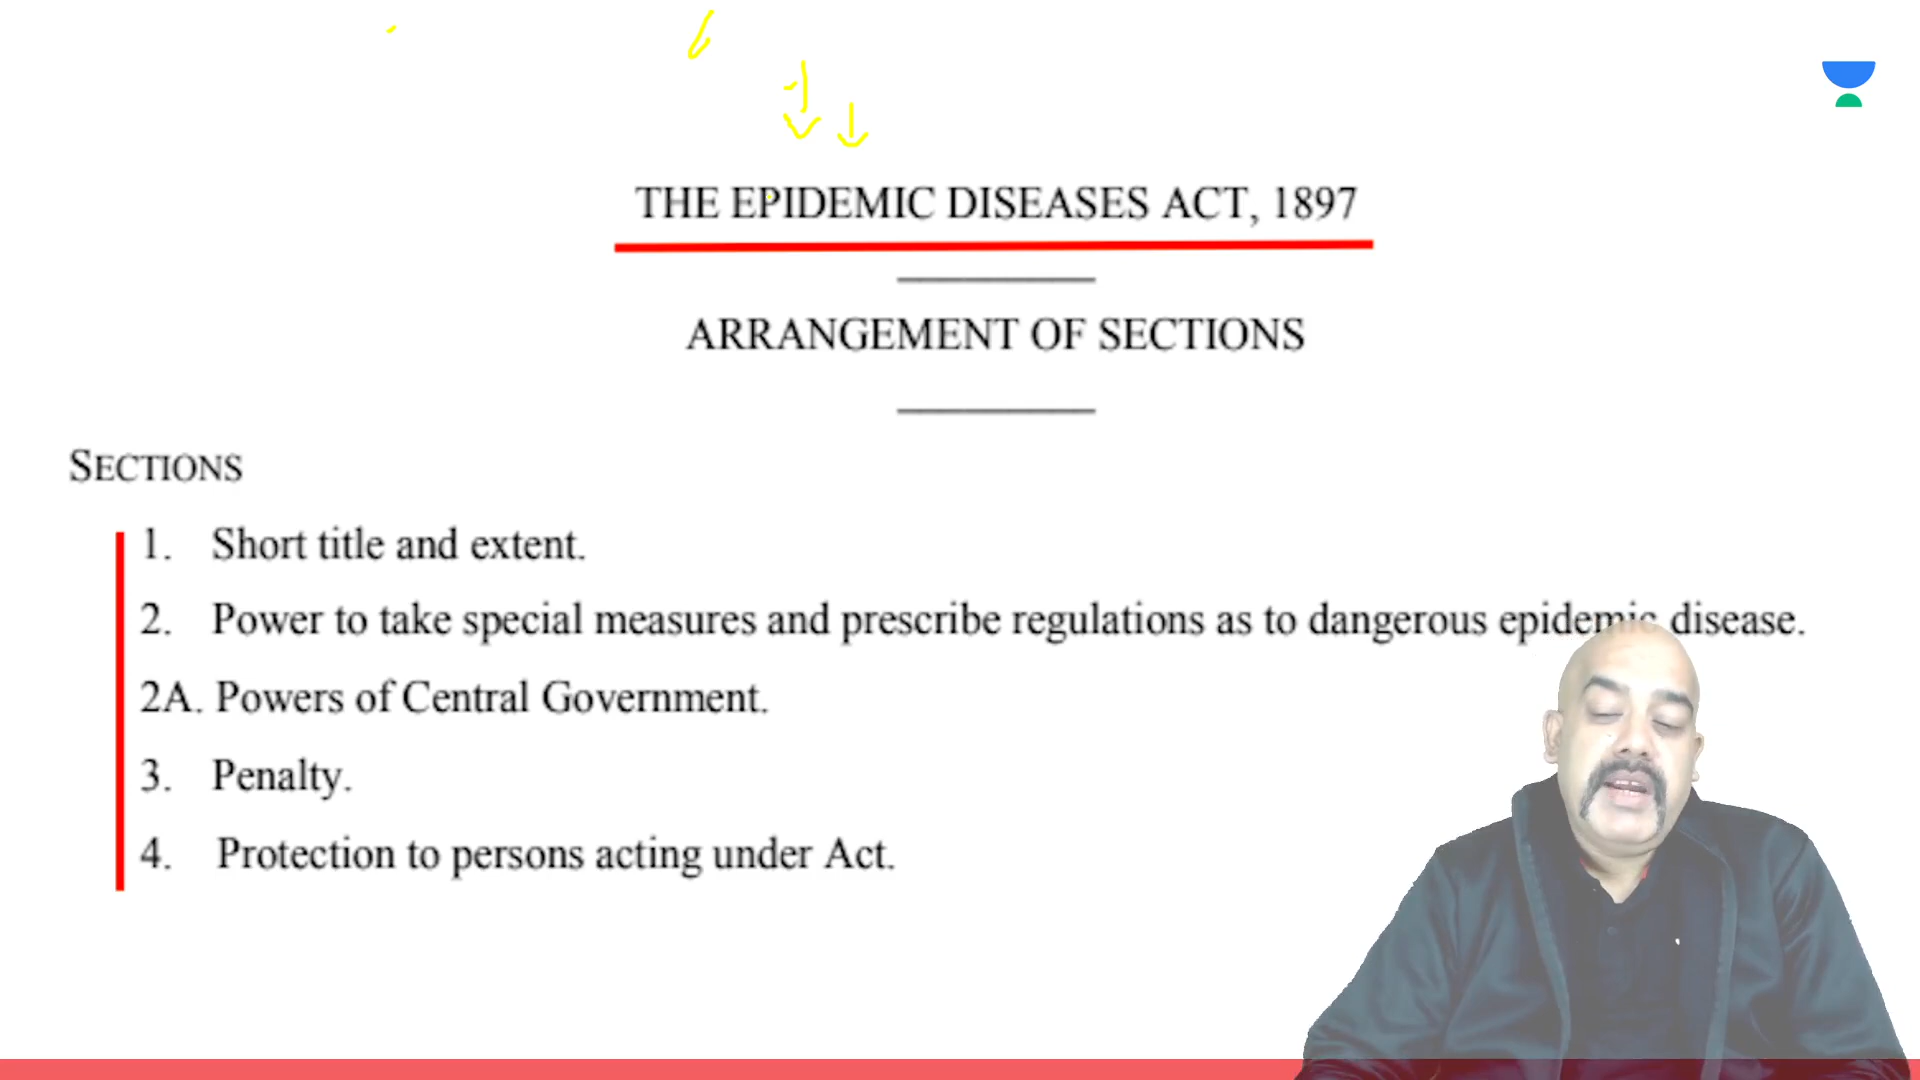 THE EPIDEMIC DISEASES ACT, 1897
ARRANGEMENT OF SECTIONS
SECTIONS
1. Short title and extent.
2. Power to take special measures and prescribe regulations as to dangerous epidemic disease.
2A. Powers of Central Government.
3. Penalty.
4. Protection to persons acting under Act.